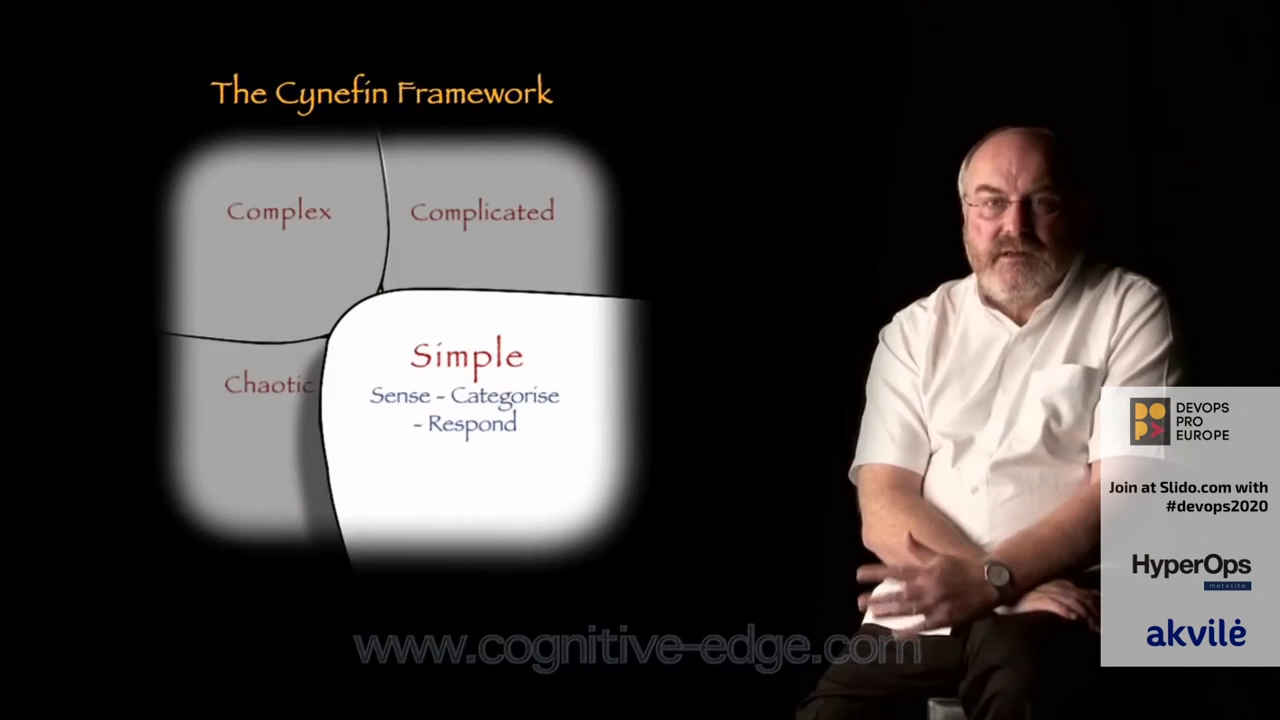 The Cynefin Framework
Complex
Complicated
Simple
Sense - Categorise
- Respond
Chaotic
DEVOPS
PRO
EUROPE
Join at Slido.com with
#devops2020
HyperOps
metasite
akvilė
www.cognitive-edge.com